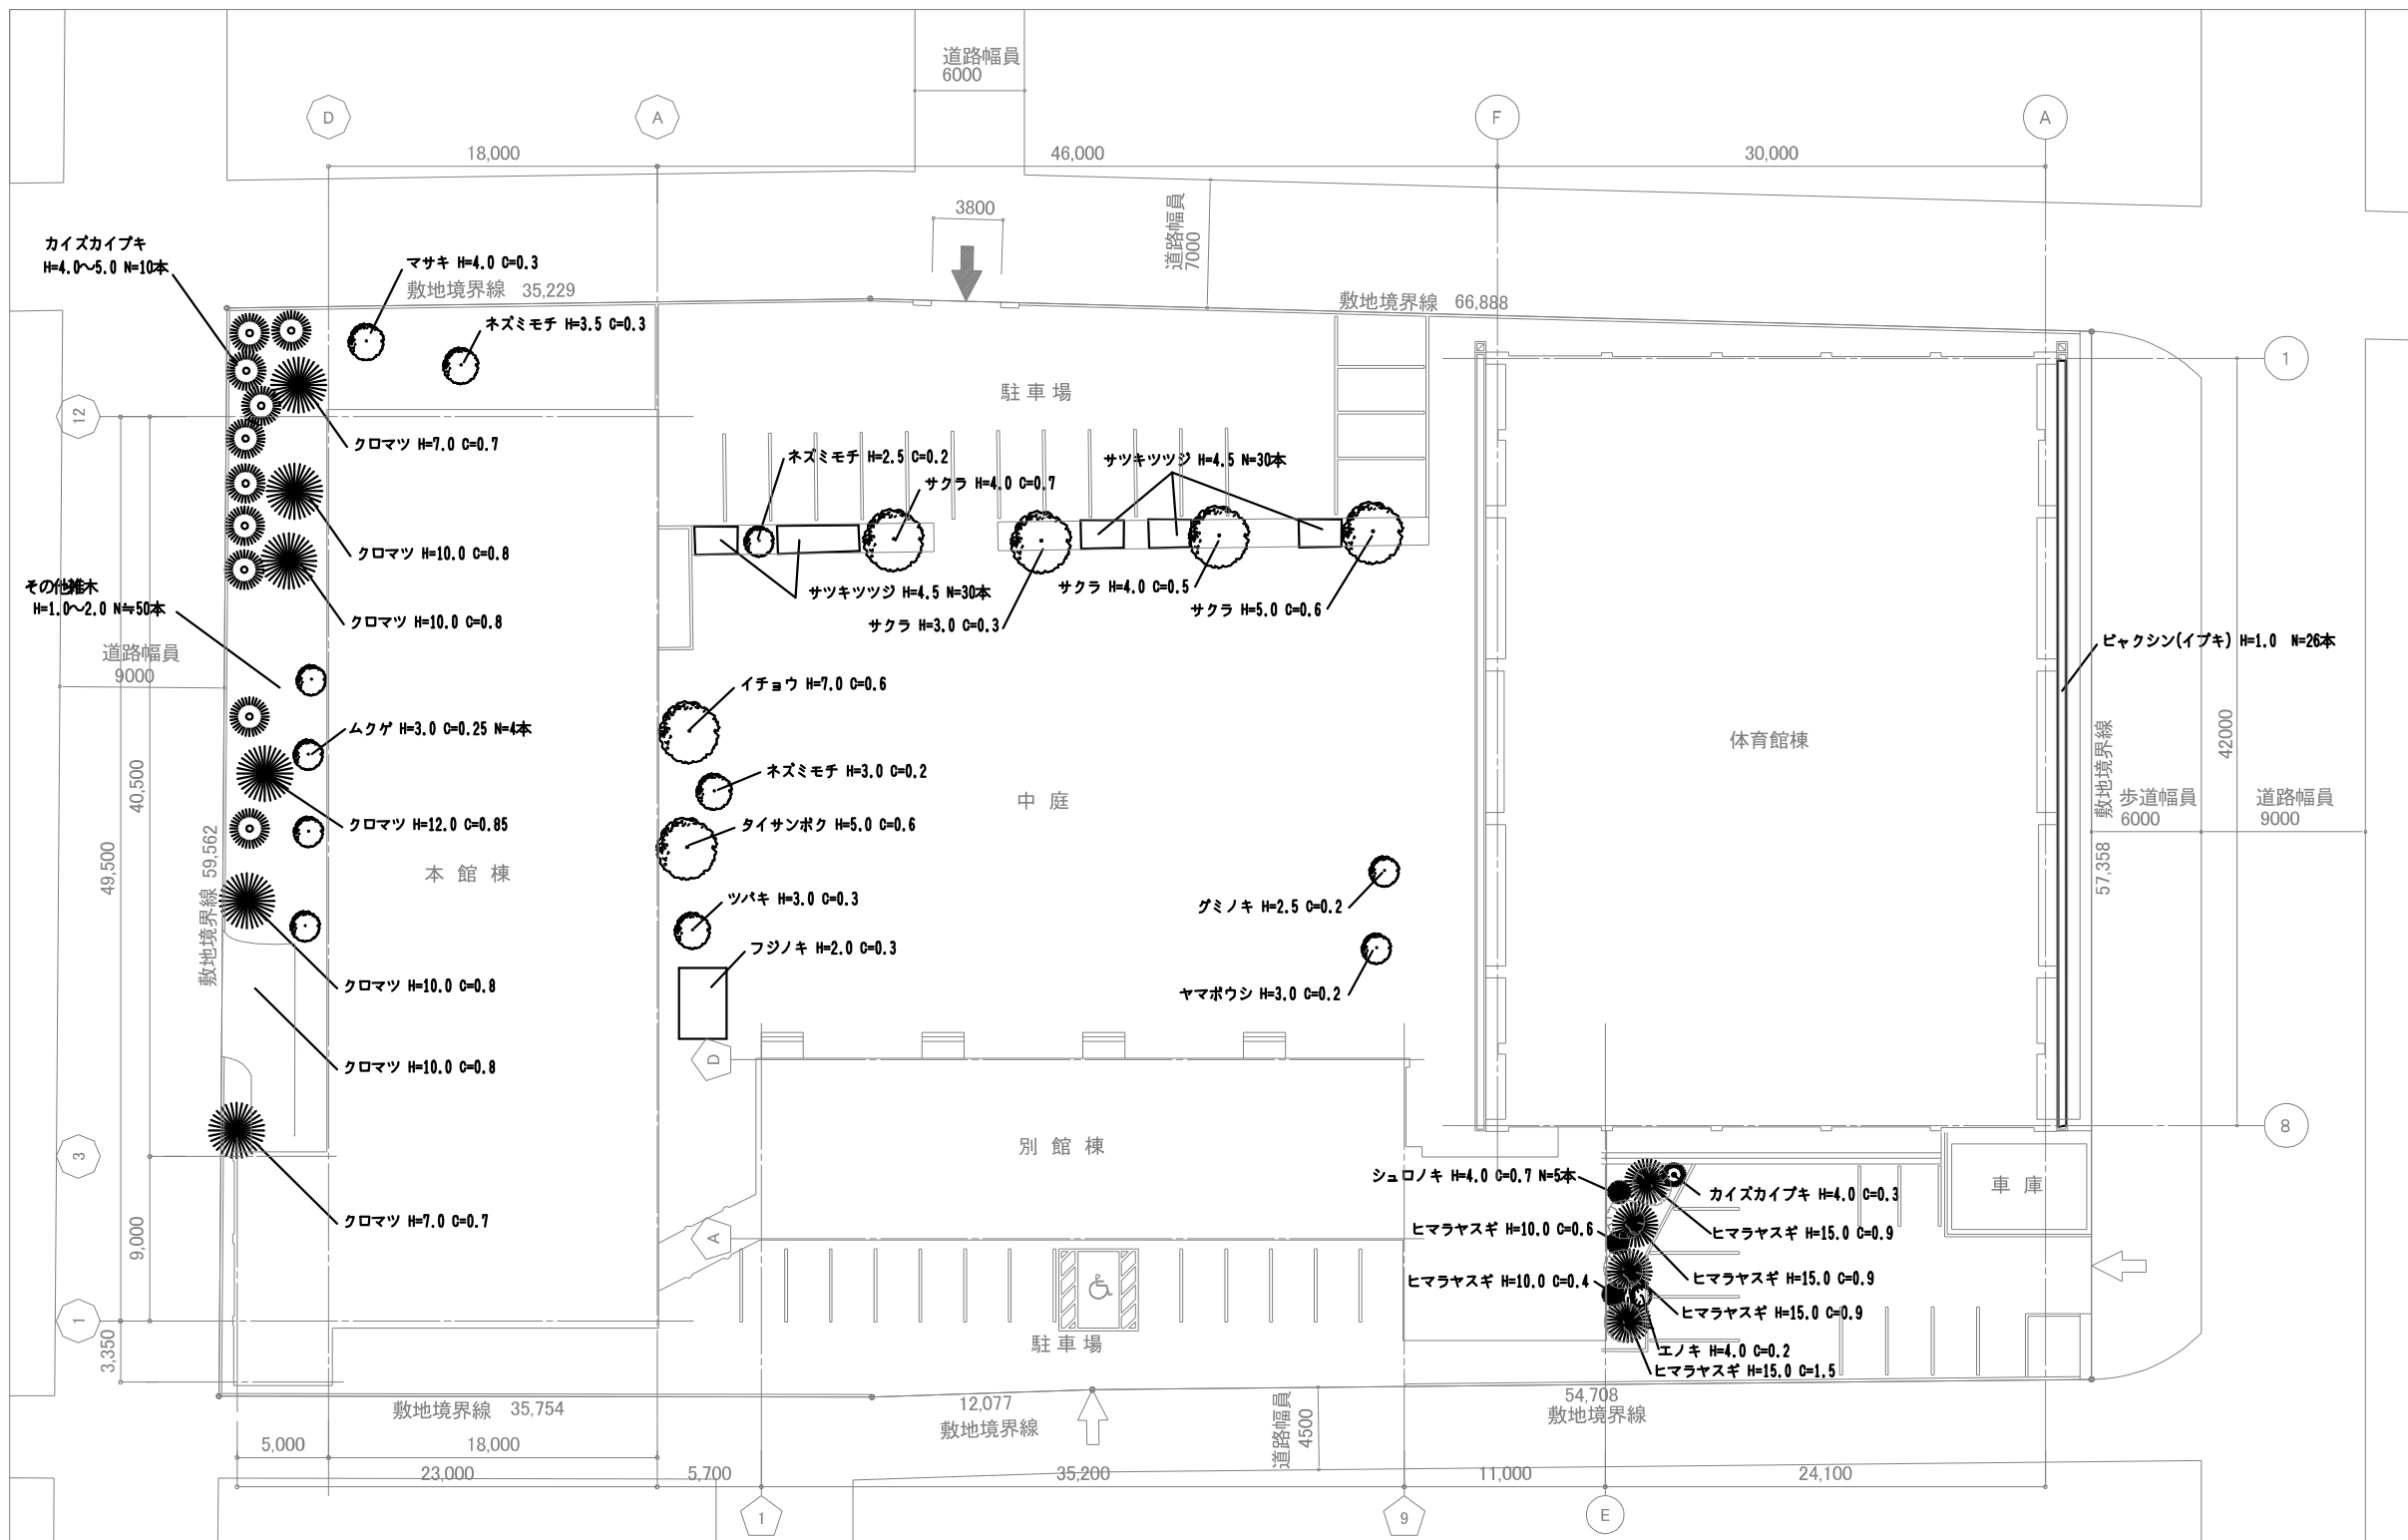 道路幅員
6000
D
A
F
A
18,000
46,000
30,000
3800
道路幅員
7000
カイズカイブキ
H=4.0～5.0 N=10本
マサキ H=4.0 C=0.3
敷地境界線 35,229
ネズミモチ H=3.5 C=0.3
敷地境界線 66,888
1
駐車場
12
クロマツ H=7.0 C=0.7
ネズミモチ H=2.5 C=0.2
サツキツツジ H=4.5 N=30本
サクラ H=4.0 C=0.7
クロマツ H=10.0 C=0.8
その他雑木
H=1.0～2.0 N≒50本
サツキツツジ H=4.5 N=30本
サクラ H=4.0 C=0.5
サクラ H=5.0 C=0.6
クロマツ H=10.0 C=0.8
サクラ H=3.0 C=0.3
ビャクシン(イブキ) H=1.0 N=26本
道路幅員
9000
イチョウ H=7.0 C=0.6
ムクゲ H=3.0 C=0.25 N=4本
体育館棟
42000
敷地境界線
57,358
ネズミモチ H=3.0 C=0.2
40,500
中庭
歩道幅員
6000
道路幅員
9000
クロマツ H=12.0 C=0.85
タイサンボク H=5.0 C=0.6
49,500
敷地境界線 59,562
本館棟
ツバキ H=3.0 C=0.3
グミノキ H=2.5 C=0.2
フジノキ H=2.0 C=0.3
クロマツ H=10.0 C=0.8
ヤマボウシ H=3.0 C=0.2
クロマツ H=10.0 C=0.8
D
8
3
別館棟
シュロノキ H=4.0 C=0.7 N=5本
カイズカイブキ H=4.0 C=0.3
車庫
クロマツ H=7.0 C=0.7
9,000
A
ヒマラヤスギ H=10.0 C=0.6
ヒマラヤスギ H=15.0 C=0.9
ヒマラヤスギ H=10.0 C=0.4
ヒマラヤスギ H=15.0 C=0.9
ヒマラヤスギ H=15.0 C=0.9
1
3,350
駐車場
エノキ H=4.0 C=0.2
ヒマラヤスギ H=15.0 C=1.5
敷地境界線 35,754
12,077
敷地境界線
道路幅員
4500
54,708
敷地境界線
5,000
18,000
23,000
5,700
35,200
11,000
24,100
1
9
E